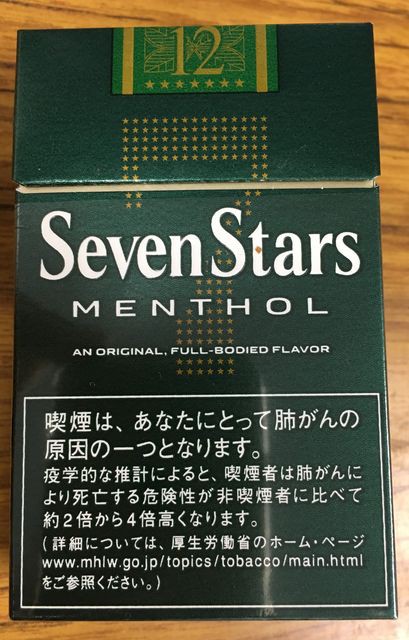 12
SevenStars
MENTHOL
AN ORIGINAL, FULL-BODIED FLAVOR
喫煙は、あなたにとって肺がんの
原因の一つとなります。
疫学的な推計によると、喫煙者は肺がんに
より死亡する危険性が非喫煙者に比べて
約2倍から4倍高くなります。
(詳細については、厚生労働省のホーム・ページ
www.mhlw.go.jp/topics/tobacco/main.html
をご参照ください。)